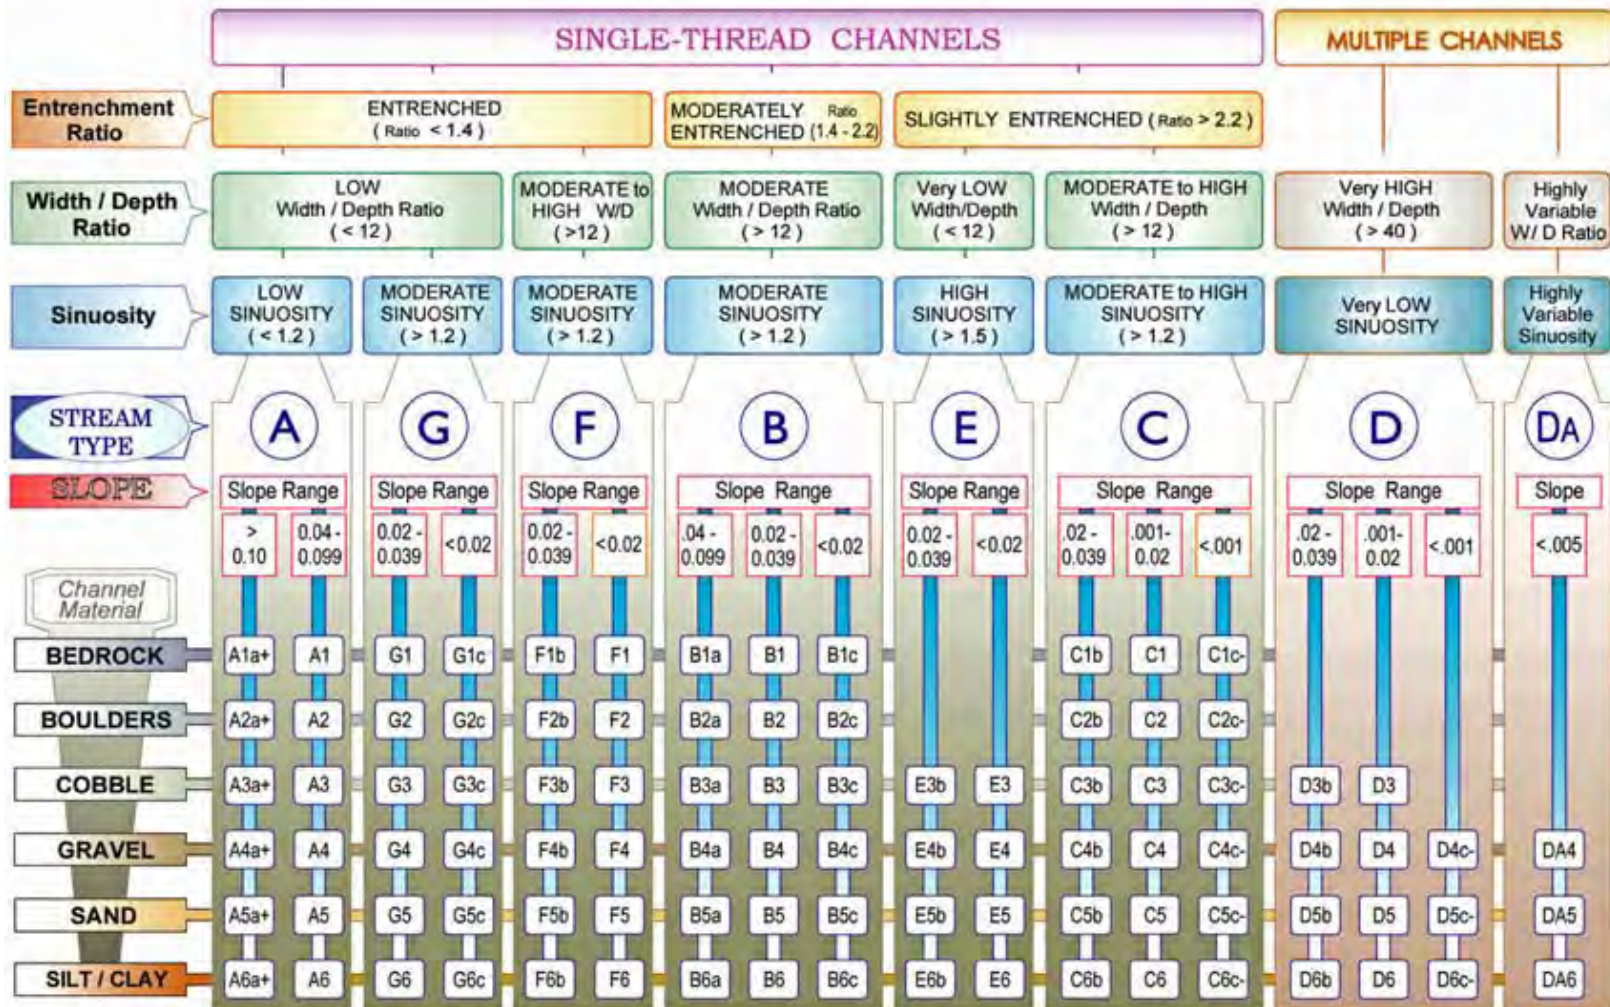 SINGLE-THREAD CHANNELS
MULTIPLE CHANNELS
Entrenchment
Ratio
ENTRENCHED
( Ratio < 1.4 )
MODERATELY Ratio
ENTRENCHED (1.4 - 2.2)
SLIGHTLY ENTRENCHED ( Ratio > 2.2 )
Width / Depth
Ratio
LOW
Width / Depth Ratio
( < 12 )
MODERATE to
HIGH W/D
( >12 )
MODERATE
Width / Depth Ratio
( > 12 )
Very LOW
Width/Depth
( < 12 )
MODERATE to HIGH
Width / Depth
( > 12 )
Very HIGH
Width / Depth
( > 40 )
Highly
Variable
W/ D Ratio
Sinuosity
LOW
SINUOSITY
( < 1.2 )
MODERATE
SINUOSITY
( > 1.2 )
MODERATE
SINUOSITY
( > 1.2 )
MODERATE
SINUOSITY
( > 1.2 )
HIGH
SINUOSITY
( > 1.5 )
MODERATE to HIGH
SINUOSITY
( > 1.2 )
Very LOW
SINUOSITY
Highly
Variable
Sinuosity
STREAM
TYPE
A G F B E C D DA
SLOPE
Slope Range Slope Range Slope Range Slope Range Slope Range Slope Range Slope Range Slope
>
0.10
0.04 -
0.099
0.02 -
0.039
<0.02
0.02 -
0.039
<0.02
.04 -
0.099
0.02 -
0.039
<0.02
0.02 -
0.039
<0.02
.02 -
0.039
.001-
0.02
<.001
.02 -
0.039
.001-
0.02
<.001
<.005
Channel
Material
BEDROCK A1a+ A1 G1 G1c F1b F1 B1a B1 B1c C1b C1 C1c-
BOULDERS A2a+ A2 G2 G2c F2b F2 B2a B2 B2c C2b C2 C2c-
COBBLE A3a+ A3 G3 G3c F3b F3 B3a B3 B3c E3b E3 C3b C3 C3c- D3b D3
GRAVEL A4a+ A4 G4 G4c F4b F4 B4a B4 B4c E4b E4 C4b C4 C4c- D4b D4 D4c- DA4
SAND A5a+ A5 G5 G5c F5b F5 B5a B5 B5c E5b E5 C5b C5 C5c- D5b D5 D5c- DA5
SILT / CLAY A6a+ A6 G6 G6c F6b F6 B6a B6 B6c E6b E6 C6b C6 C6c- D6b D6 D6c- DA6